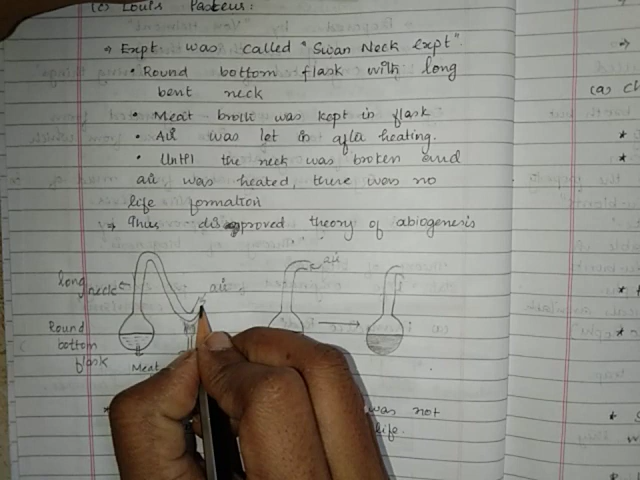 (c) Louis Pasteur:
⇒ Expt was called "Swan Neck expt".
• Round bottom flask with long
bent neck
• Meat broth was kept in flask
• Air was let in after heating.
• Until the neck was broken and
air was heated, there was no
life formation
⇒ Thus disapproved theory of abiogenesis
long neck
air
air
Round
bottom
flask
Meat
was not
life.
(a) Ch